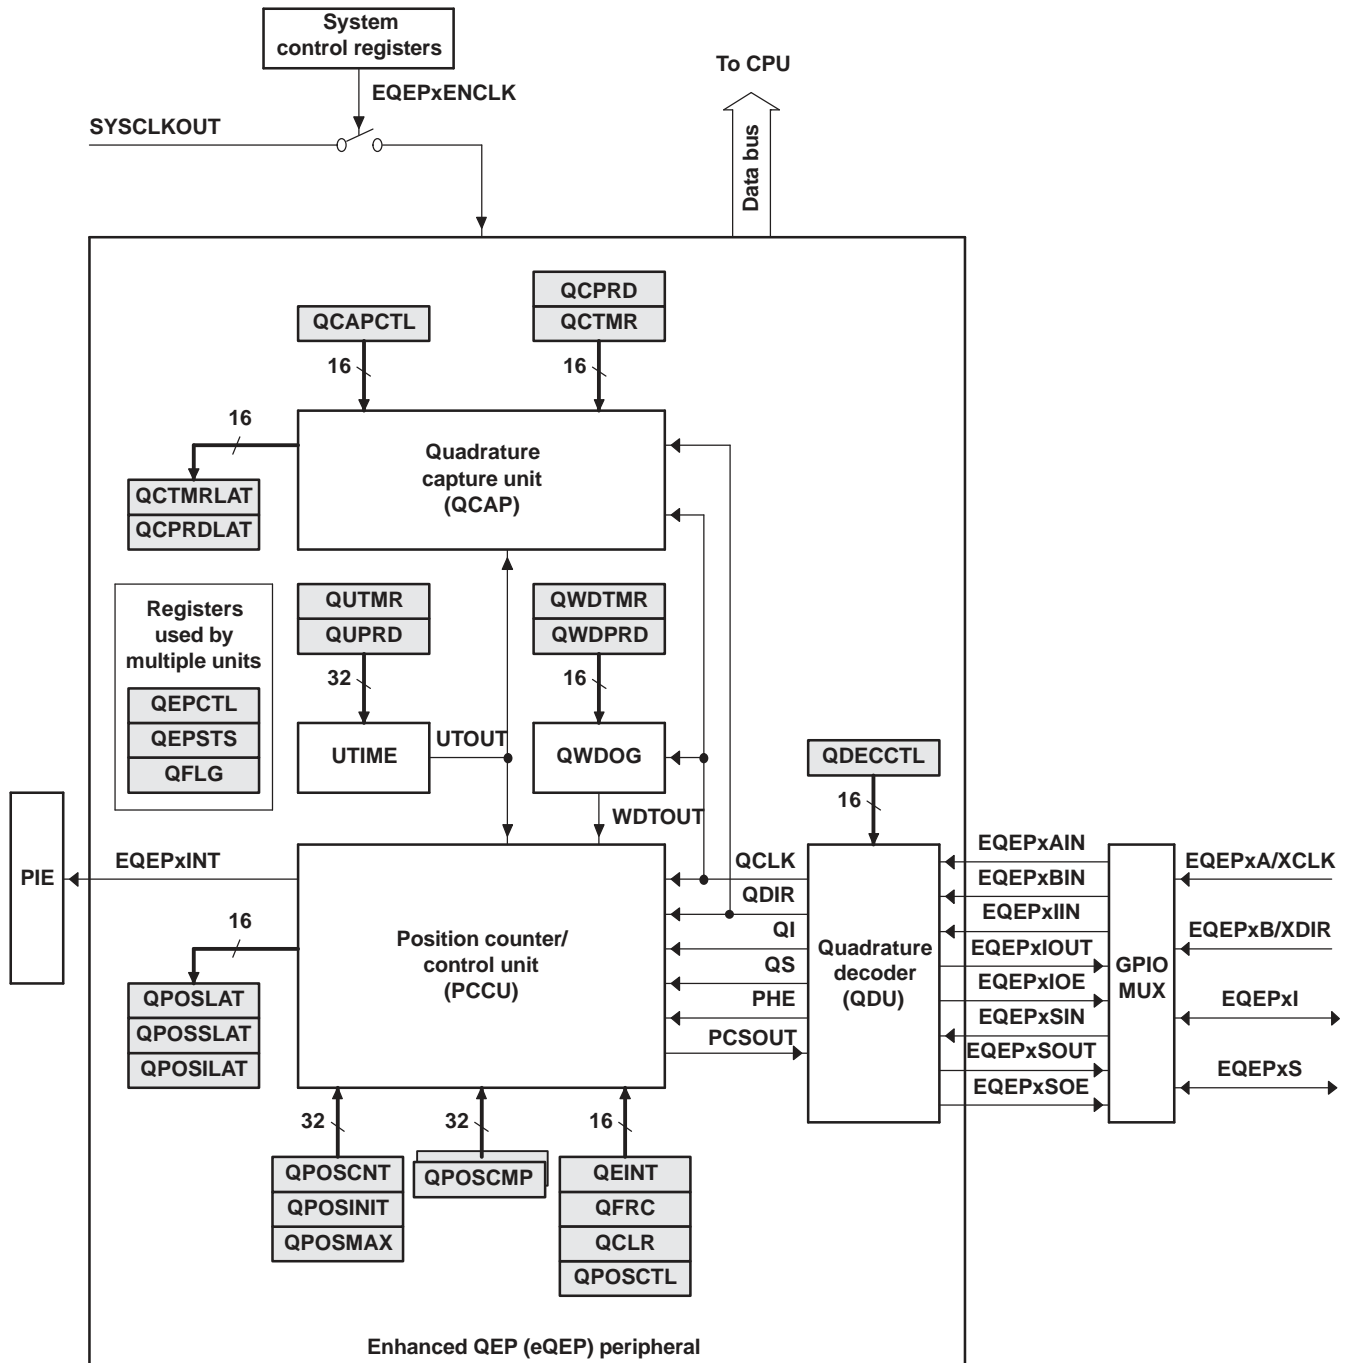 System
control registers
To CPU
EQEPxENCLK
SYSCLKOUT
Data bus
QCPRD
QCAPCTL
QCTMR
16
16
16
Quadrature
capture unit
(QCAP)
QCTMRLAT
QCPRDLAT
Registers
used by
multiple units
QEPCTL
QEPSTS
QFLG
QUTMR
QUPRD
QWDTMR
QWDPRD
32
16
UTIME
UTOUT
QWDOG
QDECCTL
WDTOUT
16
PIE
EQEPxINT
16
QPOSLAT
QPOSSLAT
QPOSILAT
Position counter/
control unit
(PCCU)
QCLK
QDIR
QI
QS
PHE
PCSOUT
Quadrature
decoder
(QDU)
EQEPxAIN
EQEPxBIN
EQEPxIIN
EQEPxIOUT
EQEPxIOE
EQEPxSIN
EQEPxSOUT
EQEPxSOE
GPIO
MUX
EQEPxA/XCLK
EQEPxB/XDIR
EQEPxI
EQEPxS
32
32
16
QPOSCNT
QPOSINIT
QPOSMAX
QPOSCMP
QEINT
QFRC
QCLR
QPOSCTL
Enhanced QEP (eQEP) peripheral